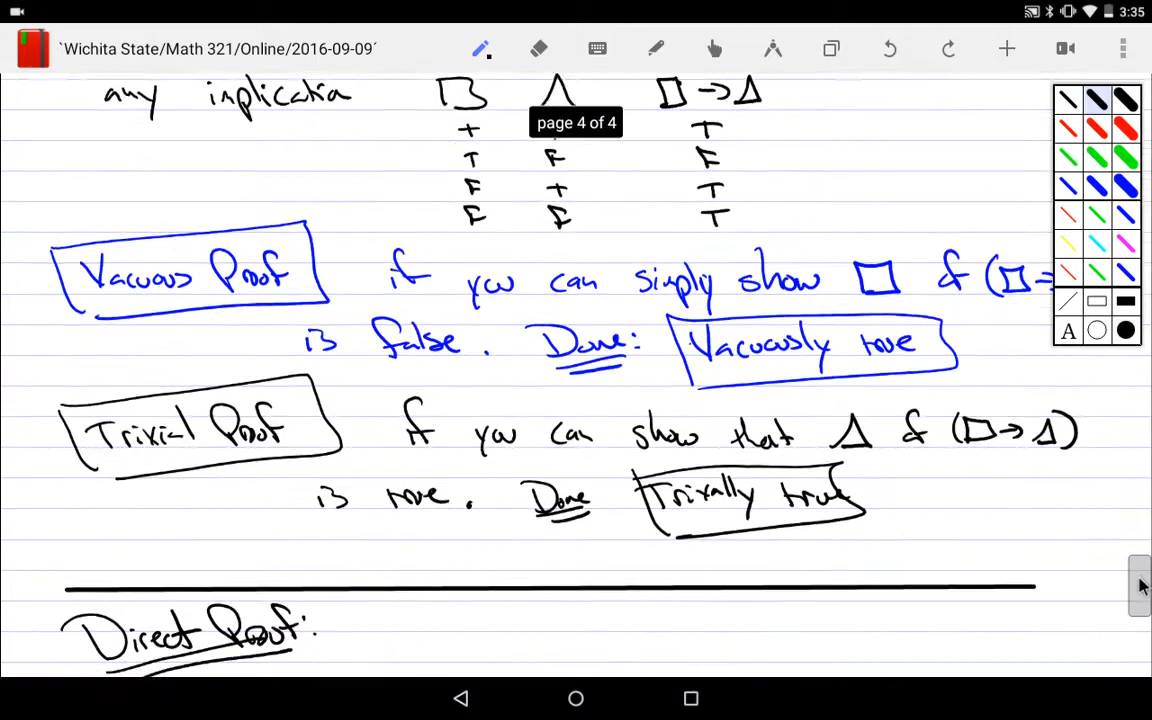 3:35
`Wichita State/Math 321/Online/2016-09-09´
any implication □ △ □→△
page 4 of 4
T T
T F F
F T T
F F T
Vacuous Proof if you can simply show □ of (□→
is false. Done: Vacuously true
Trivial Proof if you can show that △ of (□→△)
is true. Done Trivially true
A
Direct Proof: